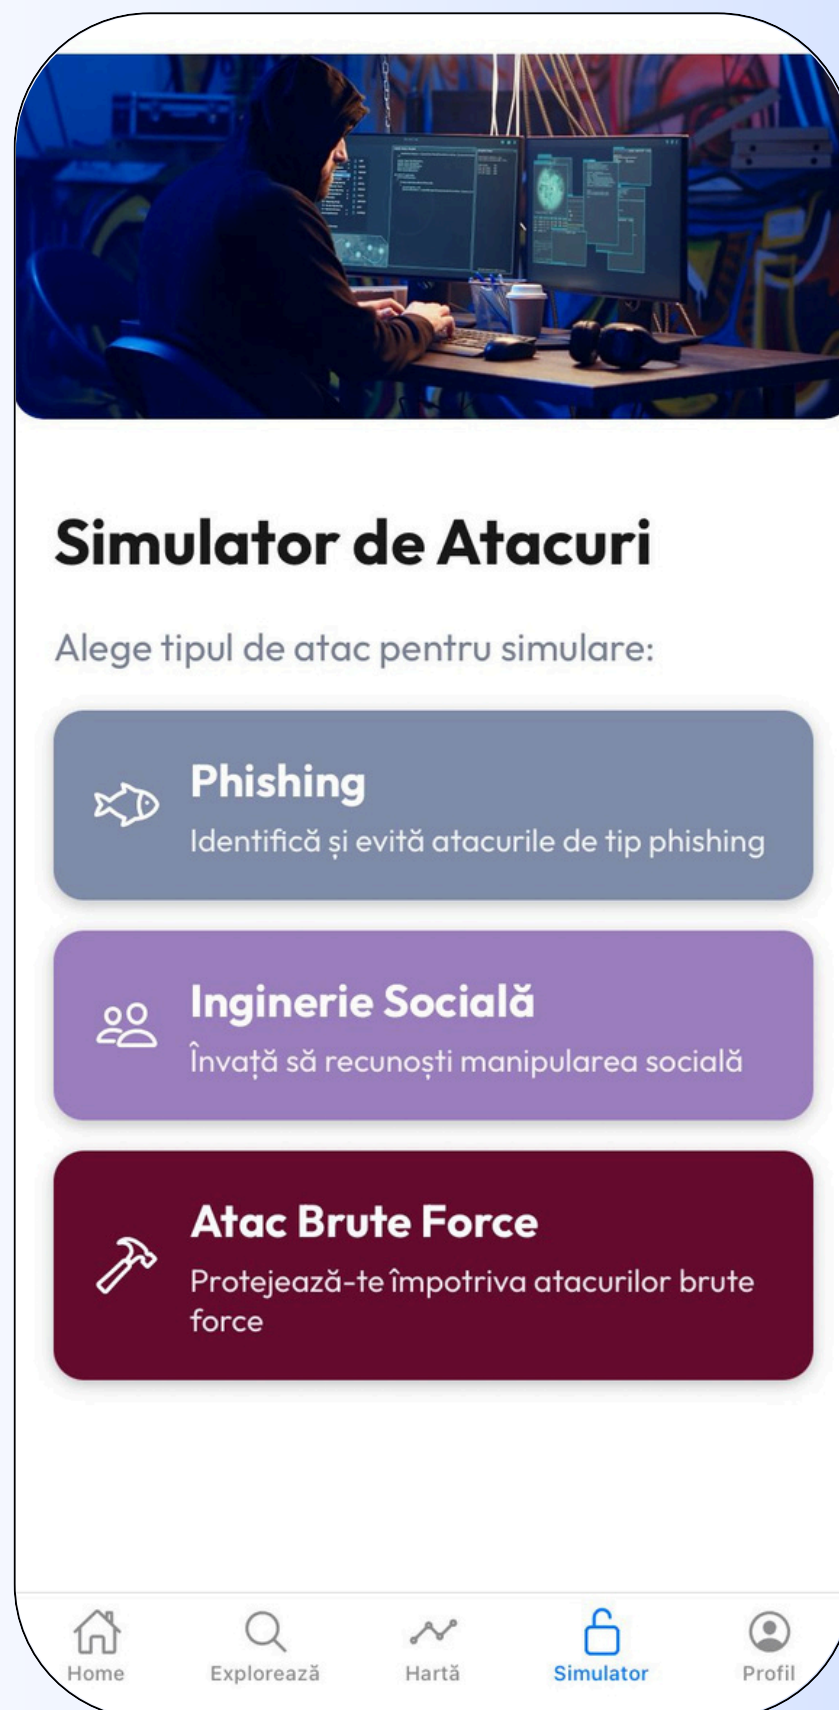 Simulator de Atacuri
Alege tipul de atac pentru simulare:
Phishing
Identifică și evită atacurile de tip phishing
Inginerie Socială
Învață să recunoști manipularea socială
Atac Brute Force
Protejează-te împotriva atacurilor brute
force
Home
Explorează
Hartă
Simulator
Profil